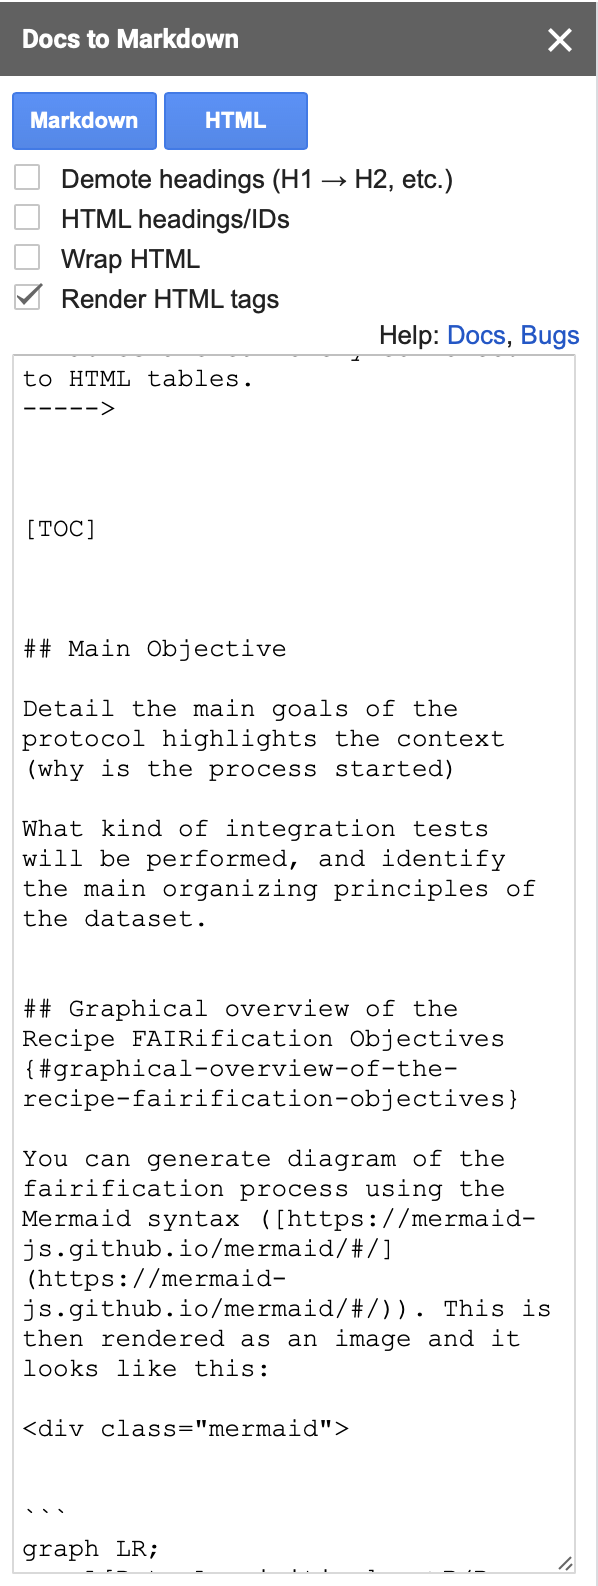 Docs to Markdown
Markdown HTML
Demote headings (H1 → H2, etc.)
HTML headings/IDs
Wrap HTML
Render HTML tags
Help: Docs, Bugs
to HTML tables.
----->
[TOC]
## Main Objective
Detail the main goals of the
protocol highlights the context
(why is the process started)
What kind of integration tests
will be performed, and identify
the main organizing principles of
the dataset.
## Graphical overview of the
Recipe FAIRification Objectives
{#graphical-overview-of-the-
recipe-fairification-objectives}
You can generate diagram of the
fairification process using the
Mermaid syntax ([https://mermaid-
js.github.io/mermaid/#/]
(https://mermaid-
js.github.io/mermaid/#/)). This is
then rendered as an image and it
looks like this:
<div class="mermaid">
```
graph LR;